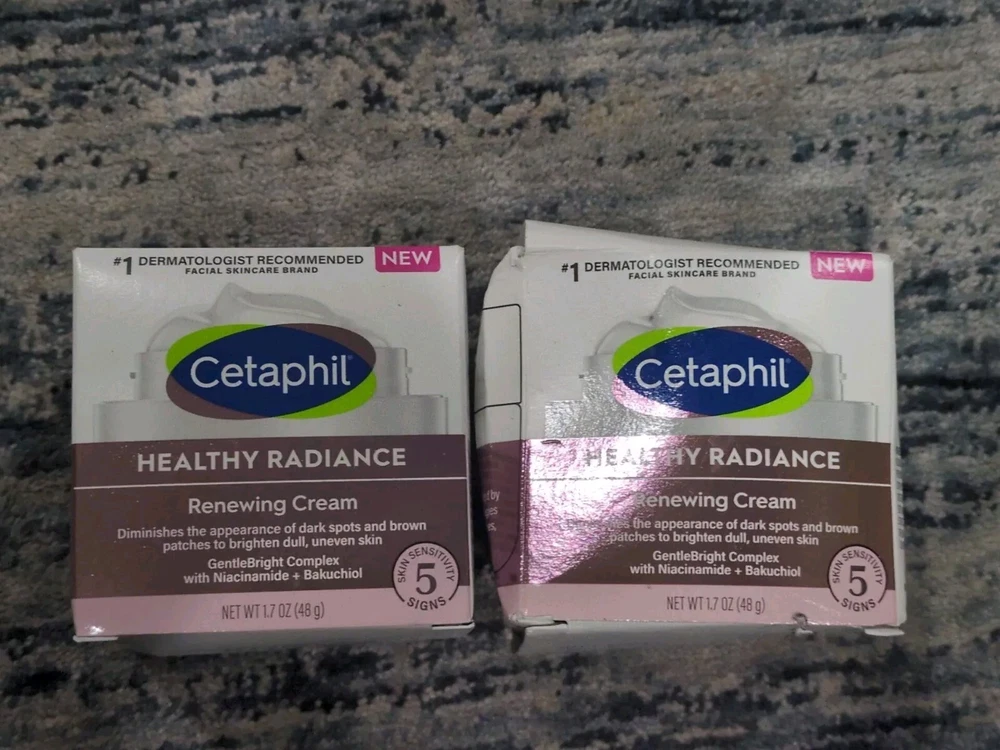 #1 DERMATOLOGIST RECOMMENDED
FACIAL SKINCARE BRAND
NEW
Cetaphil®
HEALTHY RADIANCE
Renewing Cream
Diminishes the appearance of dark spots and brown
patches to brighten dull, uneven skin
GentleBright Complex
with Niacinamide + Bakuchiol
SKIN SENSITIVITY
5
SIGNS
NET WT 1.7 OZ (48 g)
#1 DERMATOLOGIST RECOMMENDED
FACIAL SKINCARE BRAND
NEW
Cetaphil®
HEALTHY RADIANCE
Renewing Cream
the appearance of dark spots and brown
patches to brighten dull, uneven skin
GentleBright Complex
with Niacinamide + Bakuchiol
SKIN SENSITIVITY
5
SIGNS
NET WT 1.7 OZ (48 g)
by